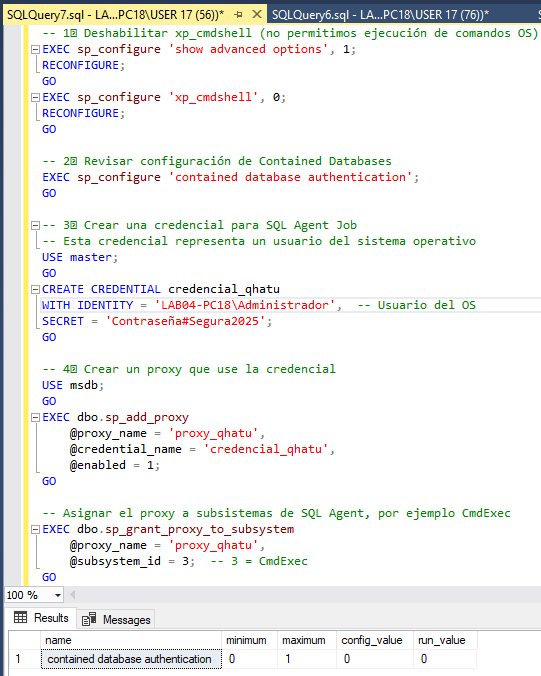 SQLQuery7.sql - LA...PC18\USER 17 (56))* SQLQuery6.sql - LA...PC18\USER 17 (76))*
-- 1 Deshabilitar xp_cmdshell (no permitimos ejecución de comandos OS)
EXEC sp_configure 'show advanced options', 1;
RECONFIGURE;
GO
EXEC sp_configure 'xp_cmdshell', 0;
RECONFIGURE;
GO
-- 2 Revisar configuración de Contained Databases
EXEC sp_configure 'contained database authentication';
GO
-- 3 Crear una credencial para SQL Agent Job
-- Esta credencial representa un usuario del sistema operativo
USE master;
GO
CREATE CREDENTIAL credencial_qhatu
WITH IDENTITY = 'LAB04-PC18\Administrador', -- Usuario del OS
SECRET = 'Contraseña#Segura2025';
GO
-- 4 Crear un proxy que use la credencial
USE msdb;
GO
EXEC dbo.sp_add_proxy
@proxy_name = 'proxy_qhatu',
@credential_name = 'credencial_qhatu',
@enabled = 1;
GO
-- Asignar el proxy a subsistemas de SQL Agent, por ejemplo CmdExec
EXEC dbo.sp_grant_proxy_to_subsystem
@proxy_name = 'proxy_qhatu',
@subsystem_id = 3; -- 3 = CmdExec
GO
100 %
Results Messages
name minimum maximum config_value run_value
1 contained database authentication 0 1 0 0